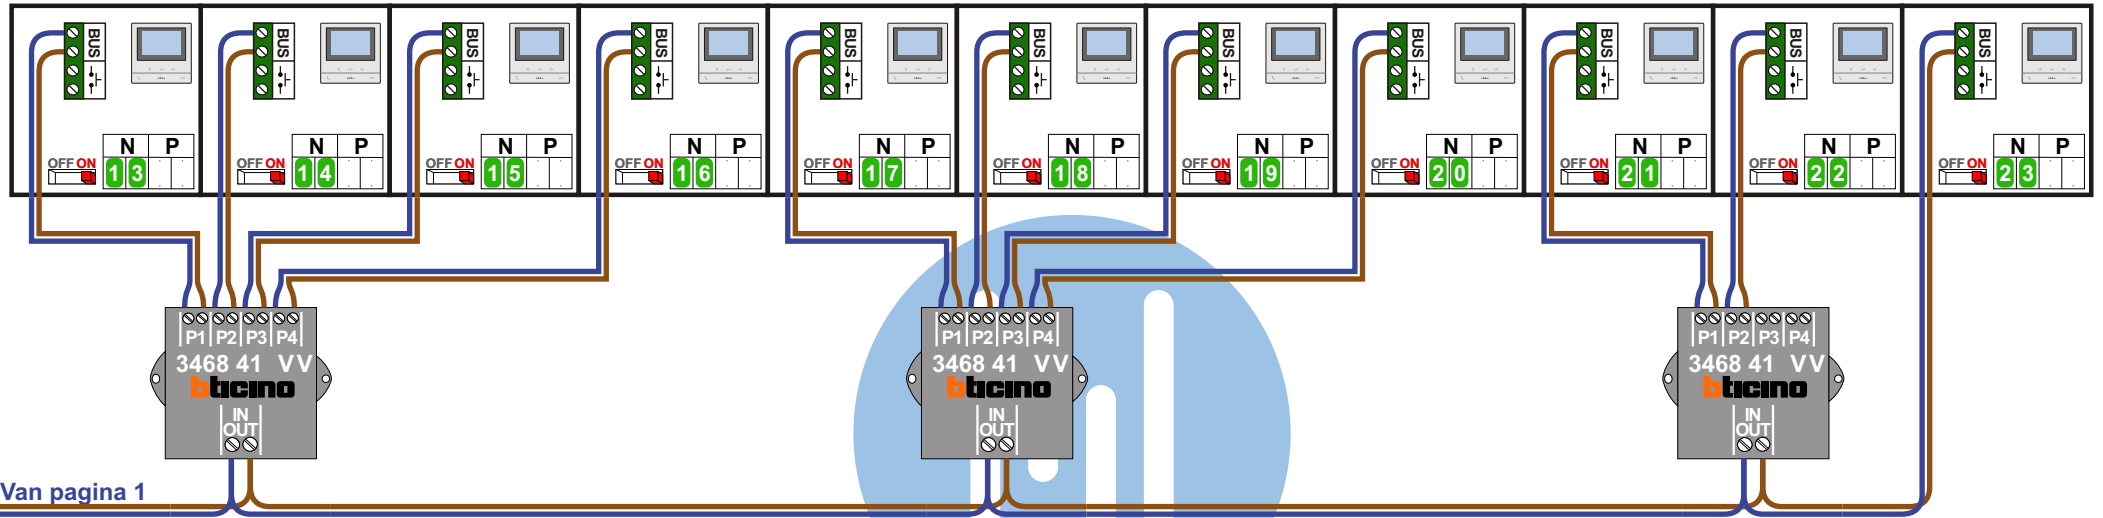 BUS BUS BUS BUS BUS BUS BUS BUS BUS BUS BUS
N P N P N P N P N P N P N P N P N P N P N P
OFF ON 13 OFF ON 14 OFF ON 15 OFF ON 16 OFF ON 17 OFF ON 18 OFF ON 19 OFF ON 20 OFF ON 21 OFF ON 22 OFF ON 23
P1 P2 P3 P4 P1 P2 P3 P4 P1 P2 P3 P4
3468 41 VV 3468 41 VV 3468 41 VV
bticino bticino bticino
IN IN IN
OUT OUT OUT
Van pagina 1